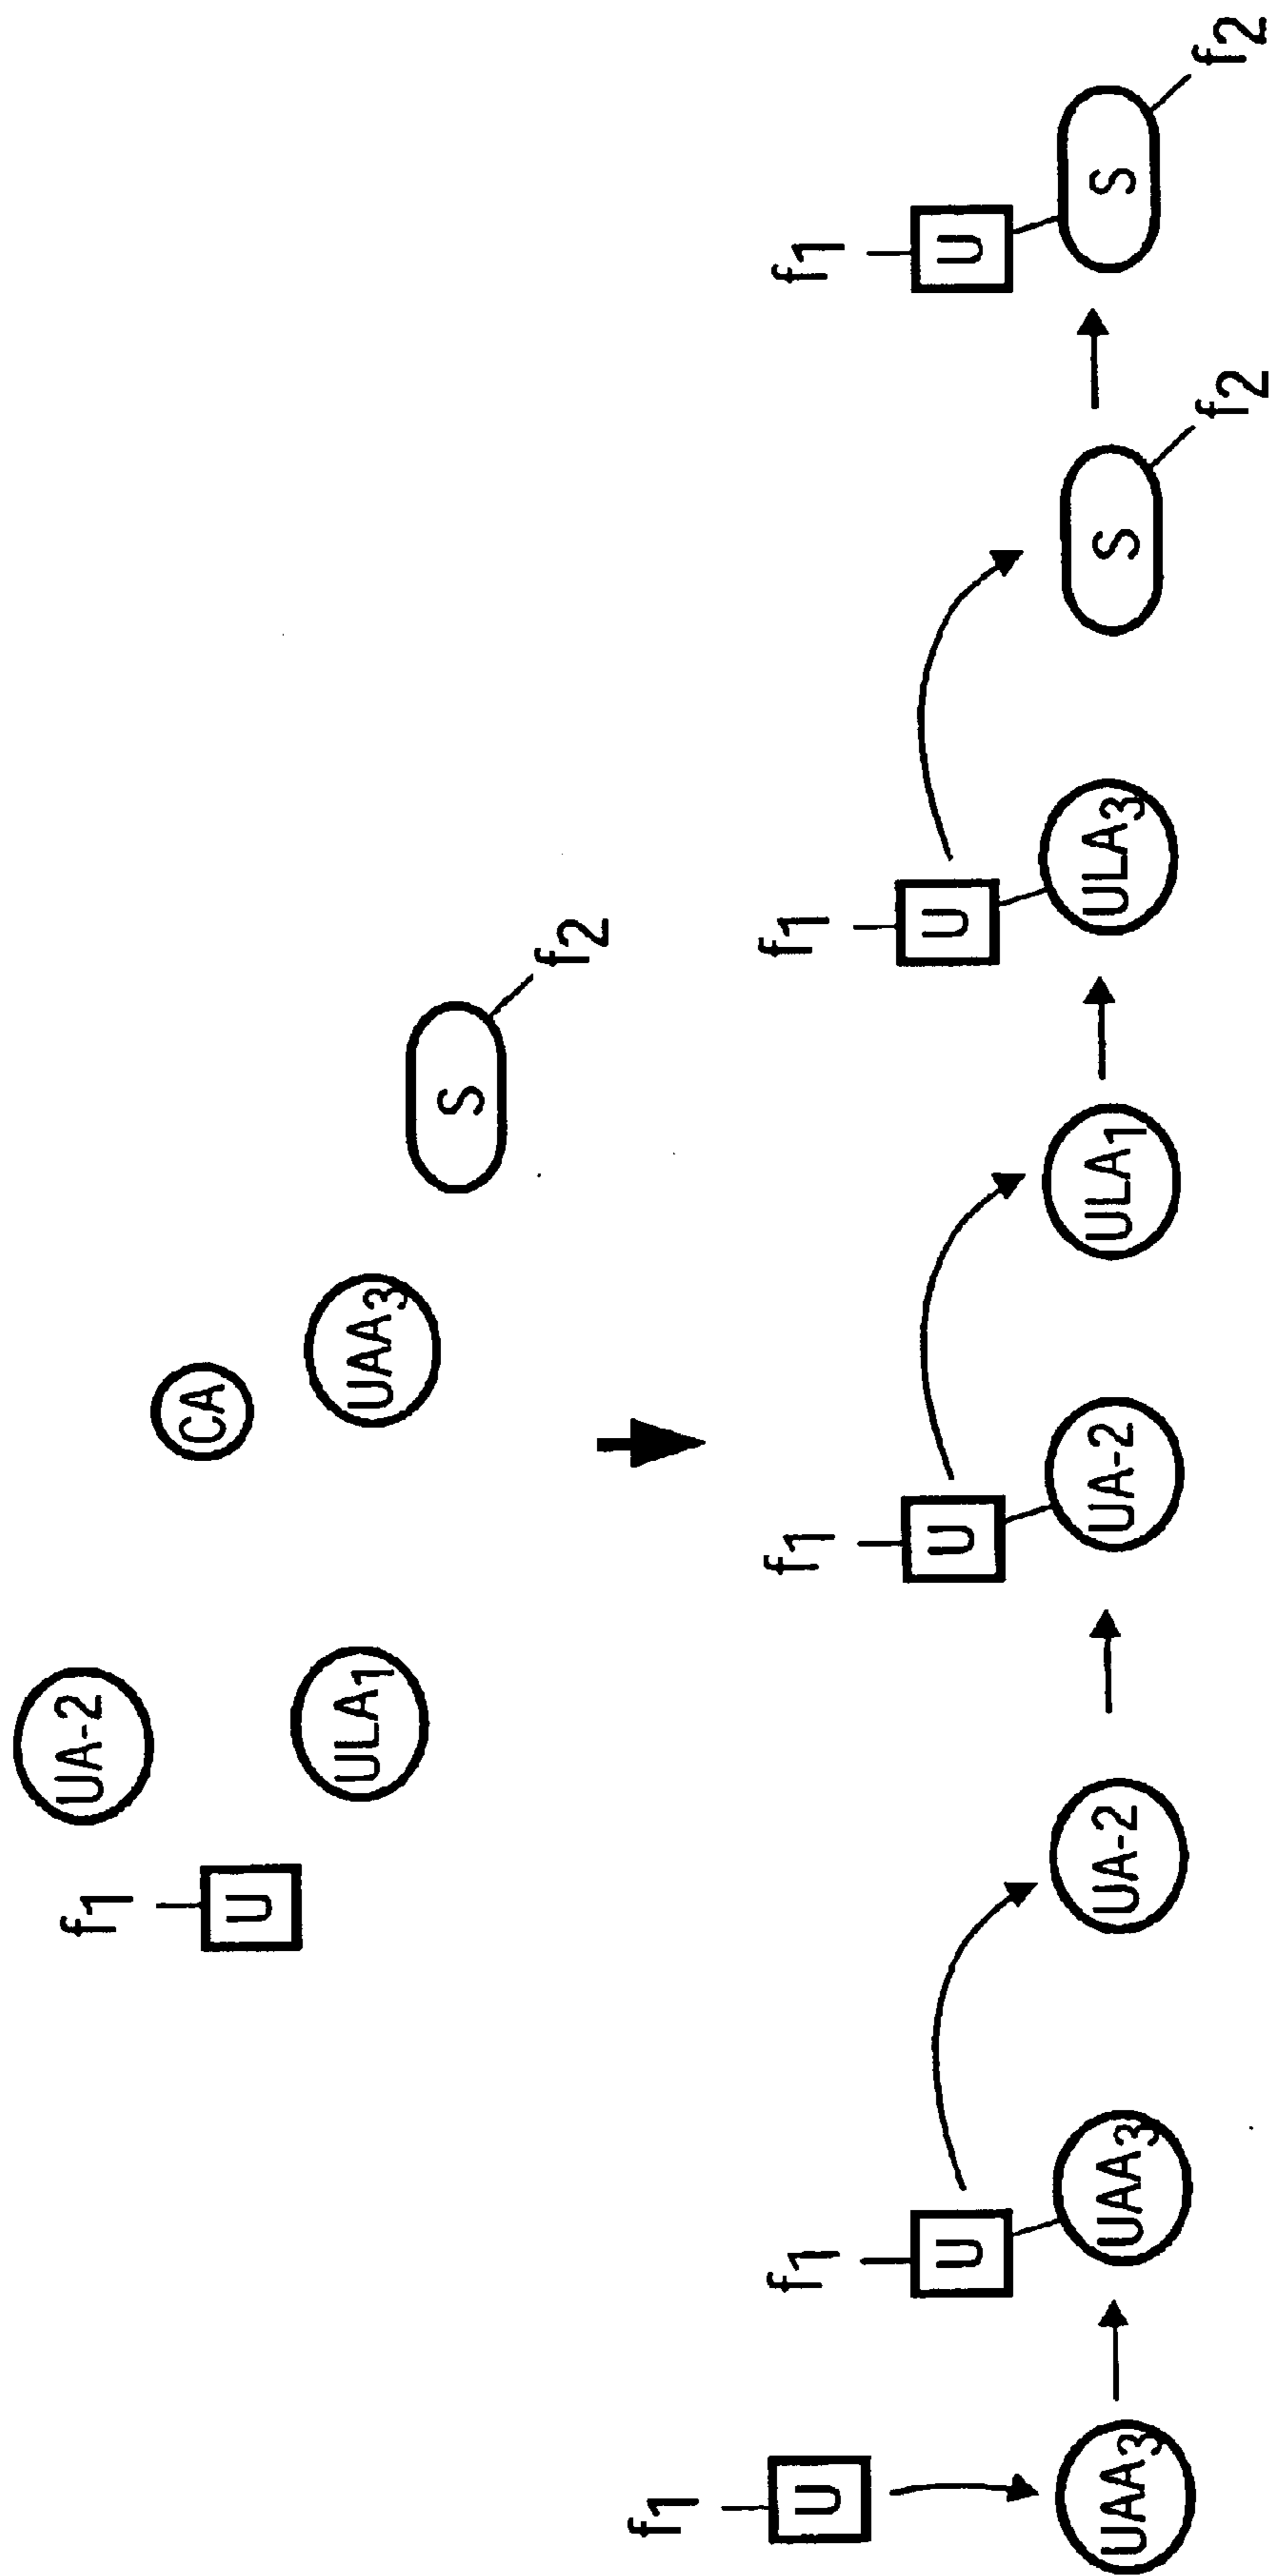 f₁ UA-2
U CA
ULA₁ UAA₃
S
f₂
f₁
f₁ f₁ f₁ f₁
U
U U U U
UAA₃ UAA₃ UA-2 UA-2 ULA₁ ULA₃ S S
f₂ f₂